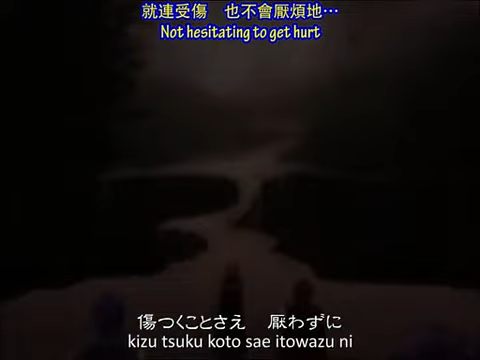 就連受傷　也不會厭煩地…
Not hesitating to get hurt
傷つくことさえ　厭わずに
kizu tsuku koto sae itowazu ni